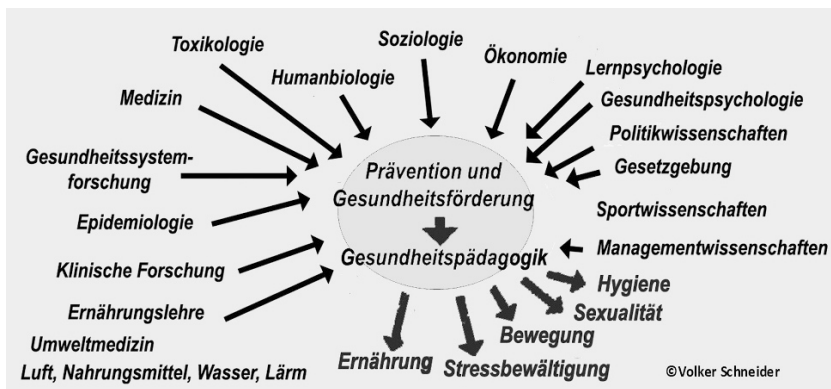 Toxikologie
Soziologie
Ökonomie
Humanbiologie
Lernpsychologie
Medizin
Gesundheitspsychologie
Politikwissenschaften
Gesundheitssystem-
forschung
Prävention und
Gesundheitsförderung
Gesetzgebung
Epidemiologie
Sportwissenschaften
Gesundheitspädagogik
Managementwissenschaften
Klinische Forschung
Hygiene
Ernährungslehre
Sexualität
Umweltmedizin
Bewegung
Luft, Nahrungsmittel, Wasser, Lärm
Ernährung
Stressbewältigung
©Volker Schneider